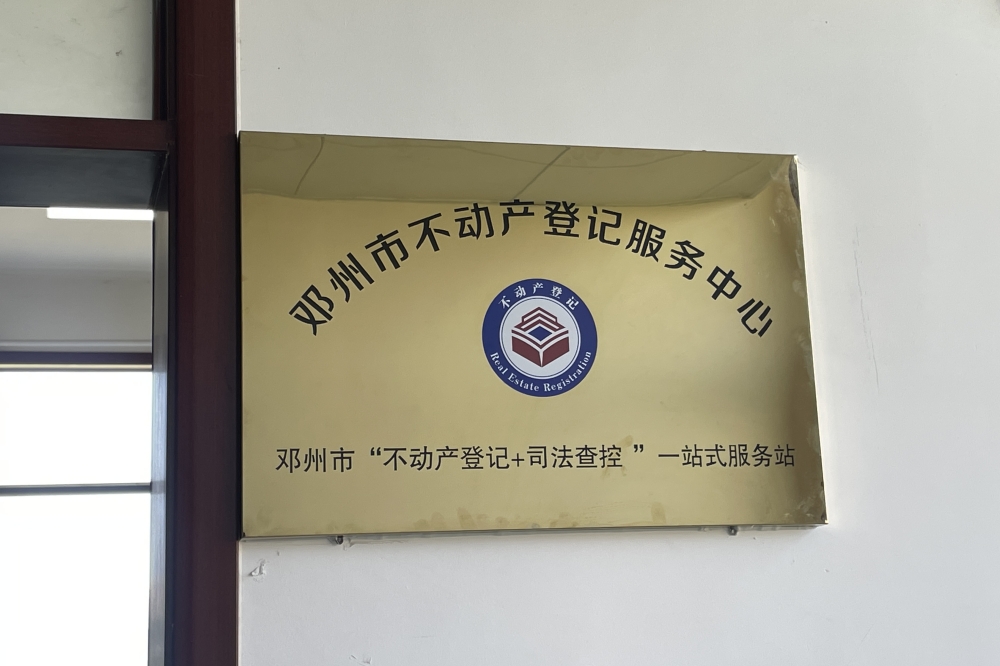 邓州市不动产登记服务中心
不动产登记
Real Estate Registration
邓州市“不动产登记+司法查控”一站式服务站